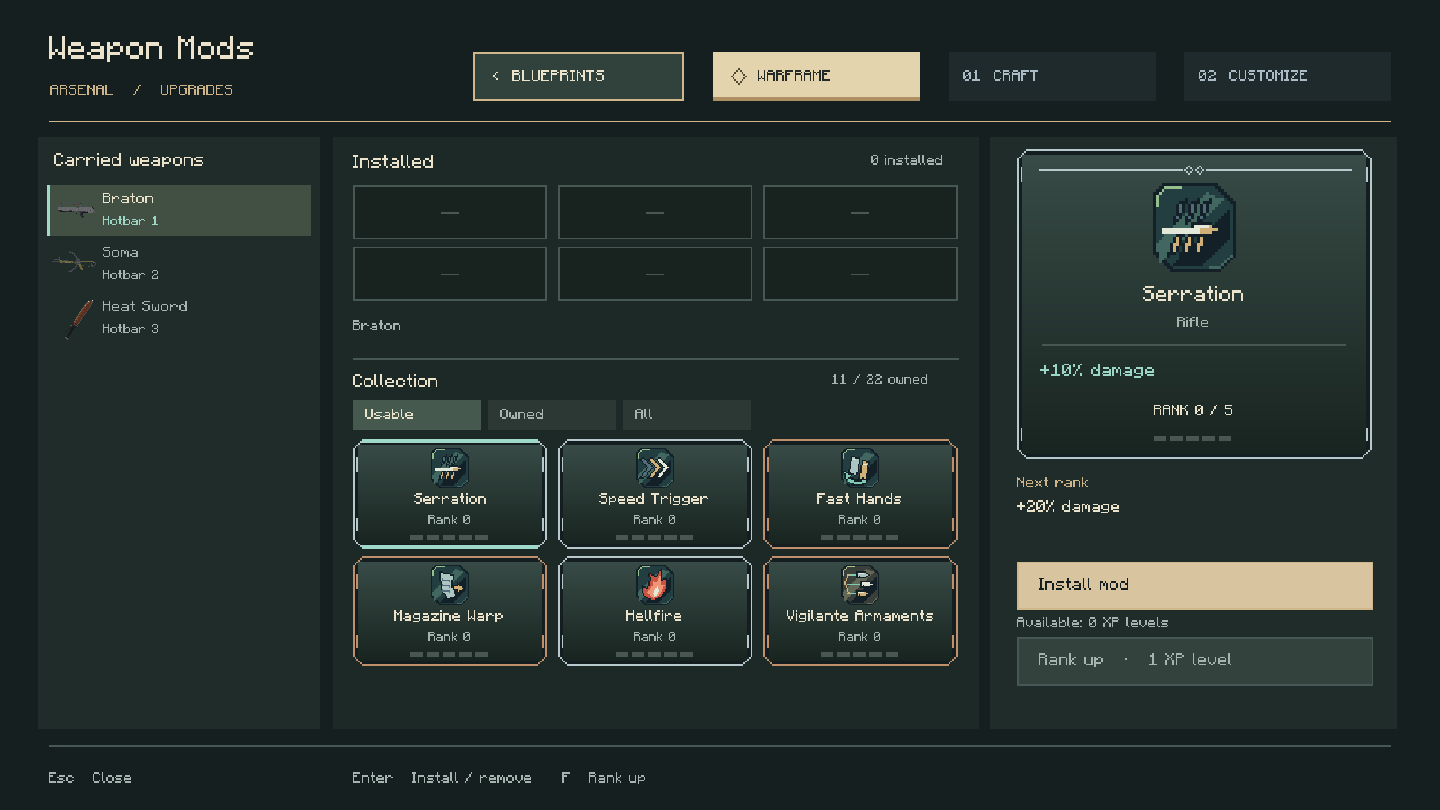 Weapon Mods
ARSENAL / UPGRADES
‹ BLUEPRINTS
WARFRAME
01 CRAFT
02 CUSTOMIZE
Carried weapons
Braton
Hotbar 1
Soma
Hotbar 2
Heat Sword
Hotbar 3
Installed
0 installed
Braton
Collection
11 / 22 owned
Usable
Owned
All
Serration
Rank 0
Speed Trigger
Rank 0
Fast Hands
Rank 0
Magazine Warp
Rank 0
Hellfire
Rank 0
Vigilante Armaments
Rank 0
Serration
Rifle
+10% damage
RANK 0 / 5
Next rank
+20% damage
Install mod
Available: 0 XP levels
Rank up · 1 XP level
Esc Close
Enter Install / remove F Rank up